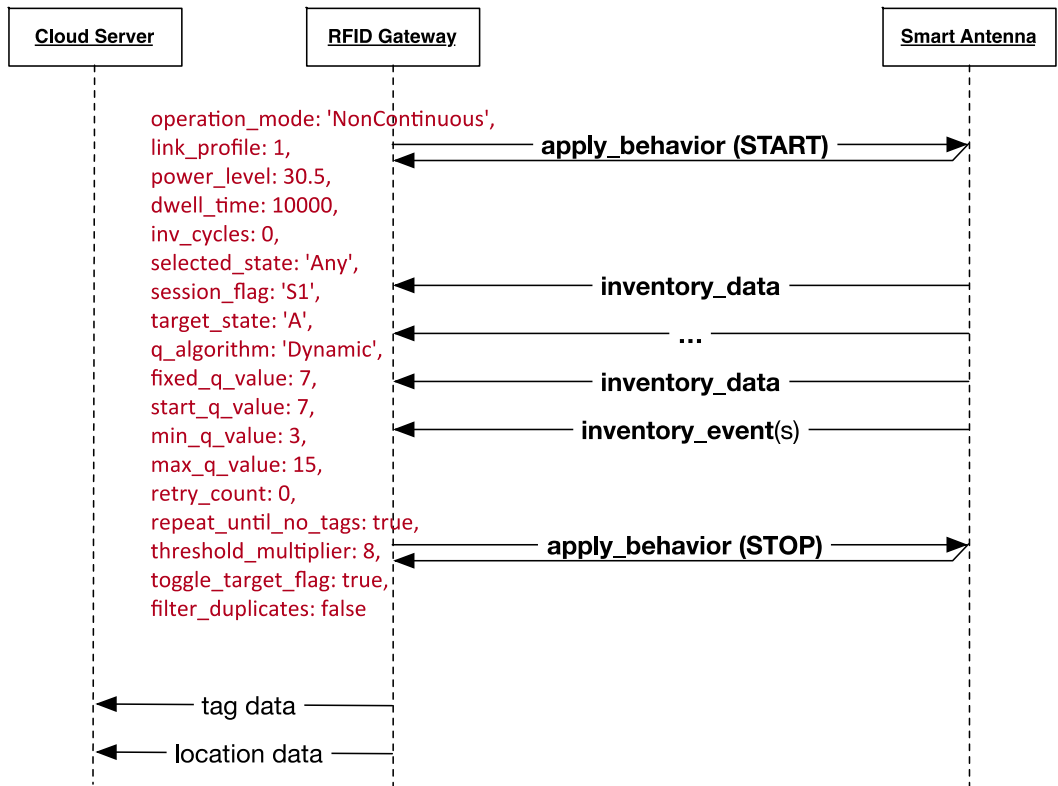 Cloud Server
RFID Gateway
Smart Antenna
operation_mode: 'NonContinuous',
link_profile: 1,
power_level: 30.5,
dwell_time: 10000,
inv_cycles: 0,
selected_state: 'Any',
session_flag: 'S1',
target_state: 'A',
q_algorithm: 'Dynamic',
fixed_q_value: 7,
start_q_value: 7,
min_q_value: 3,
max_q_value: 15,
retry_count: 0,
repeat_until_no_tags: true,
threshold_multiplier: 8,
toggle_target_flag: true,
filter_duplicates: false
apply_behavior (START)
inventory_data
...
inventory_data
inventory_event(s)
apply_behavior (STOP)
tag data
location data